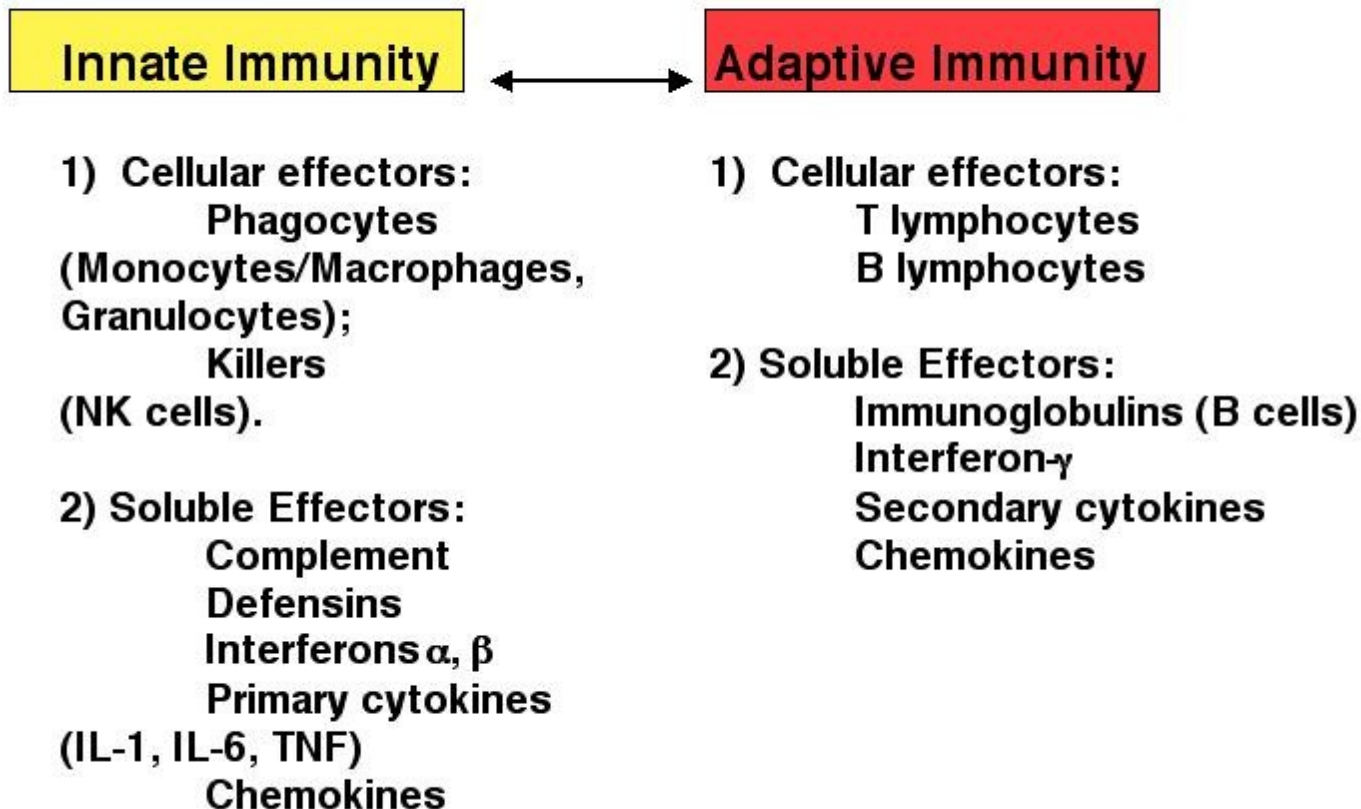 Innate Immunity
Adaptive Immunity
1) Cellular effectors:
Phagocytes
(Monocytes/Macrophages,
Granulocytes);
Killers
(NK cells).
2) Soluble Effectors:
Complement
Defensins
Interferons α, β
Primary cytokines
(IL-1, IL-6, TNF)
Chemokines
1) Cellular effectors:
T lymphocytes
B lymphocytes
2) Soluble Effectors:
Immunoglobulins (B cells)
Interferon-γ
Secondary cytokines
Chemokines